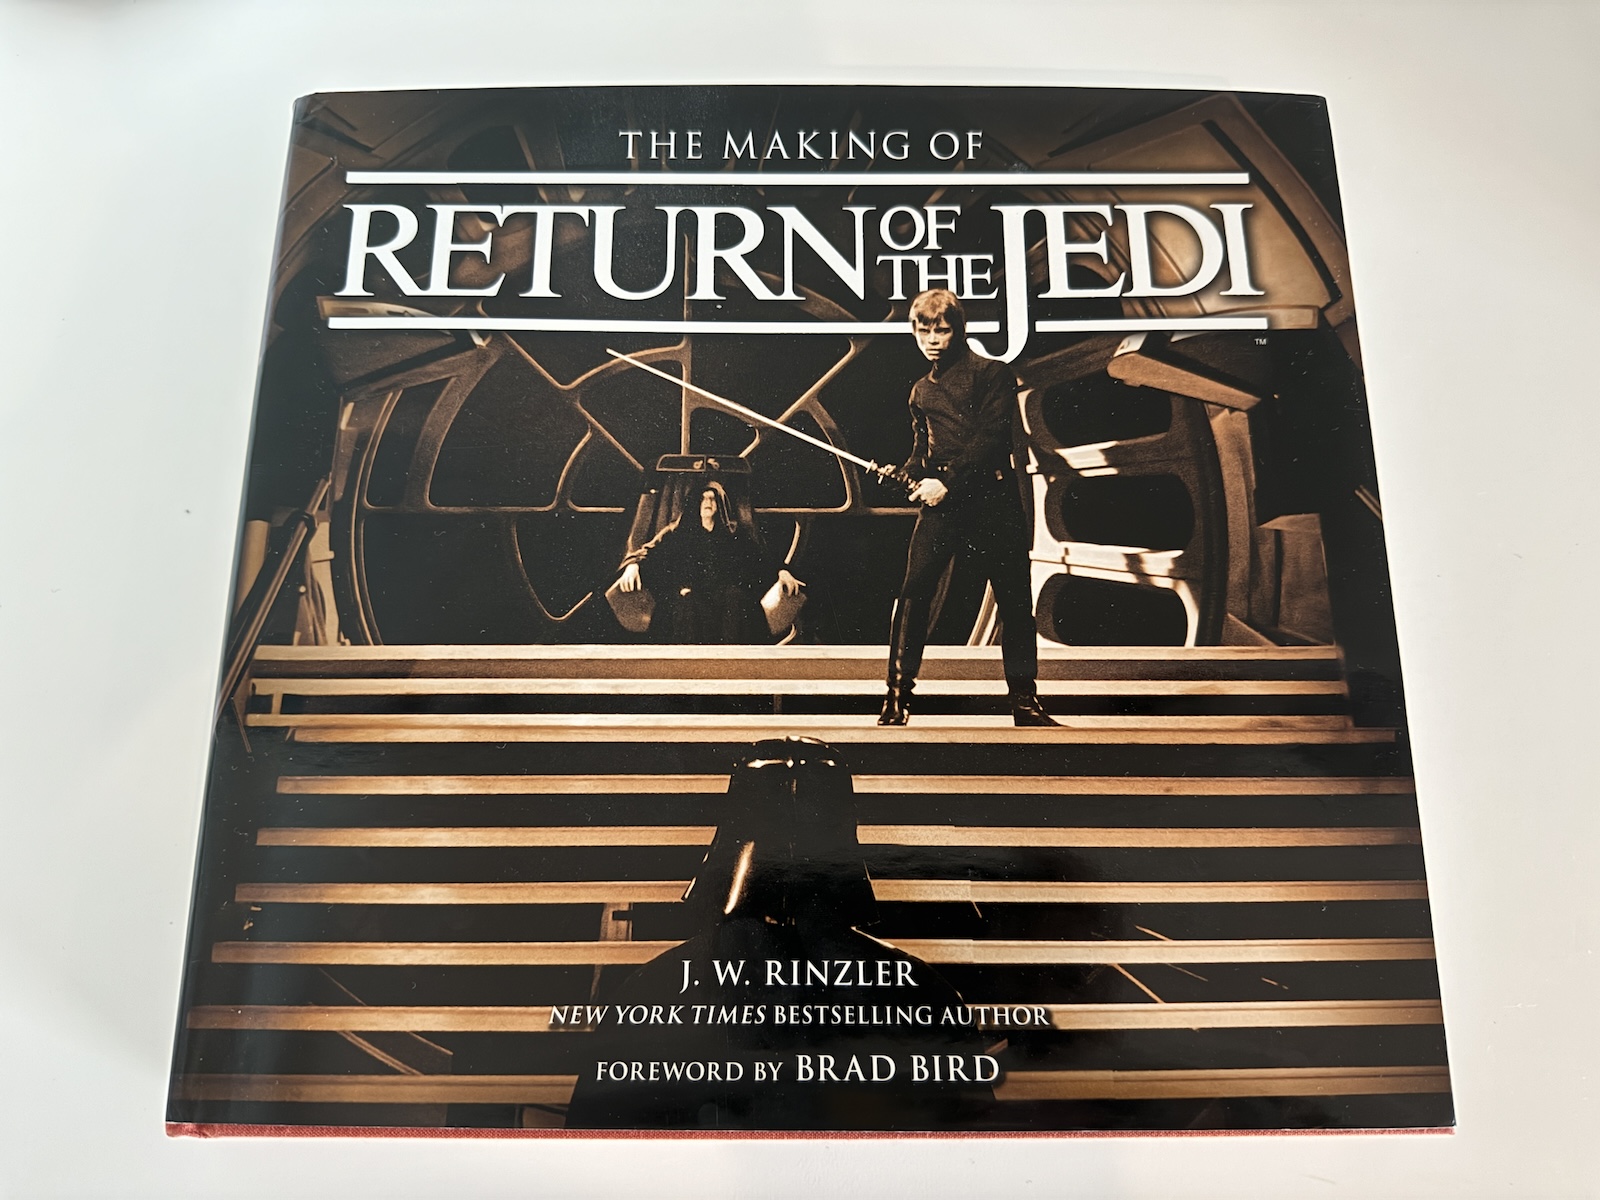 THE MAKING OF
RETURN OF THE JEDI
TM
J. W. RINZLER
NEW YORK TIMES BESTSELLING AUTHOR
FOREWORD BY BRAD BIRD